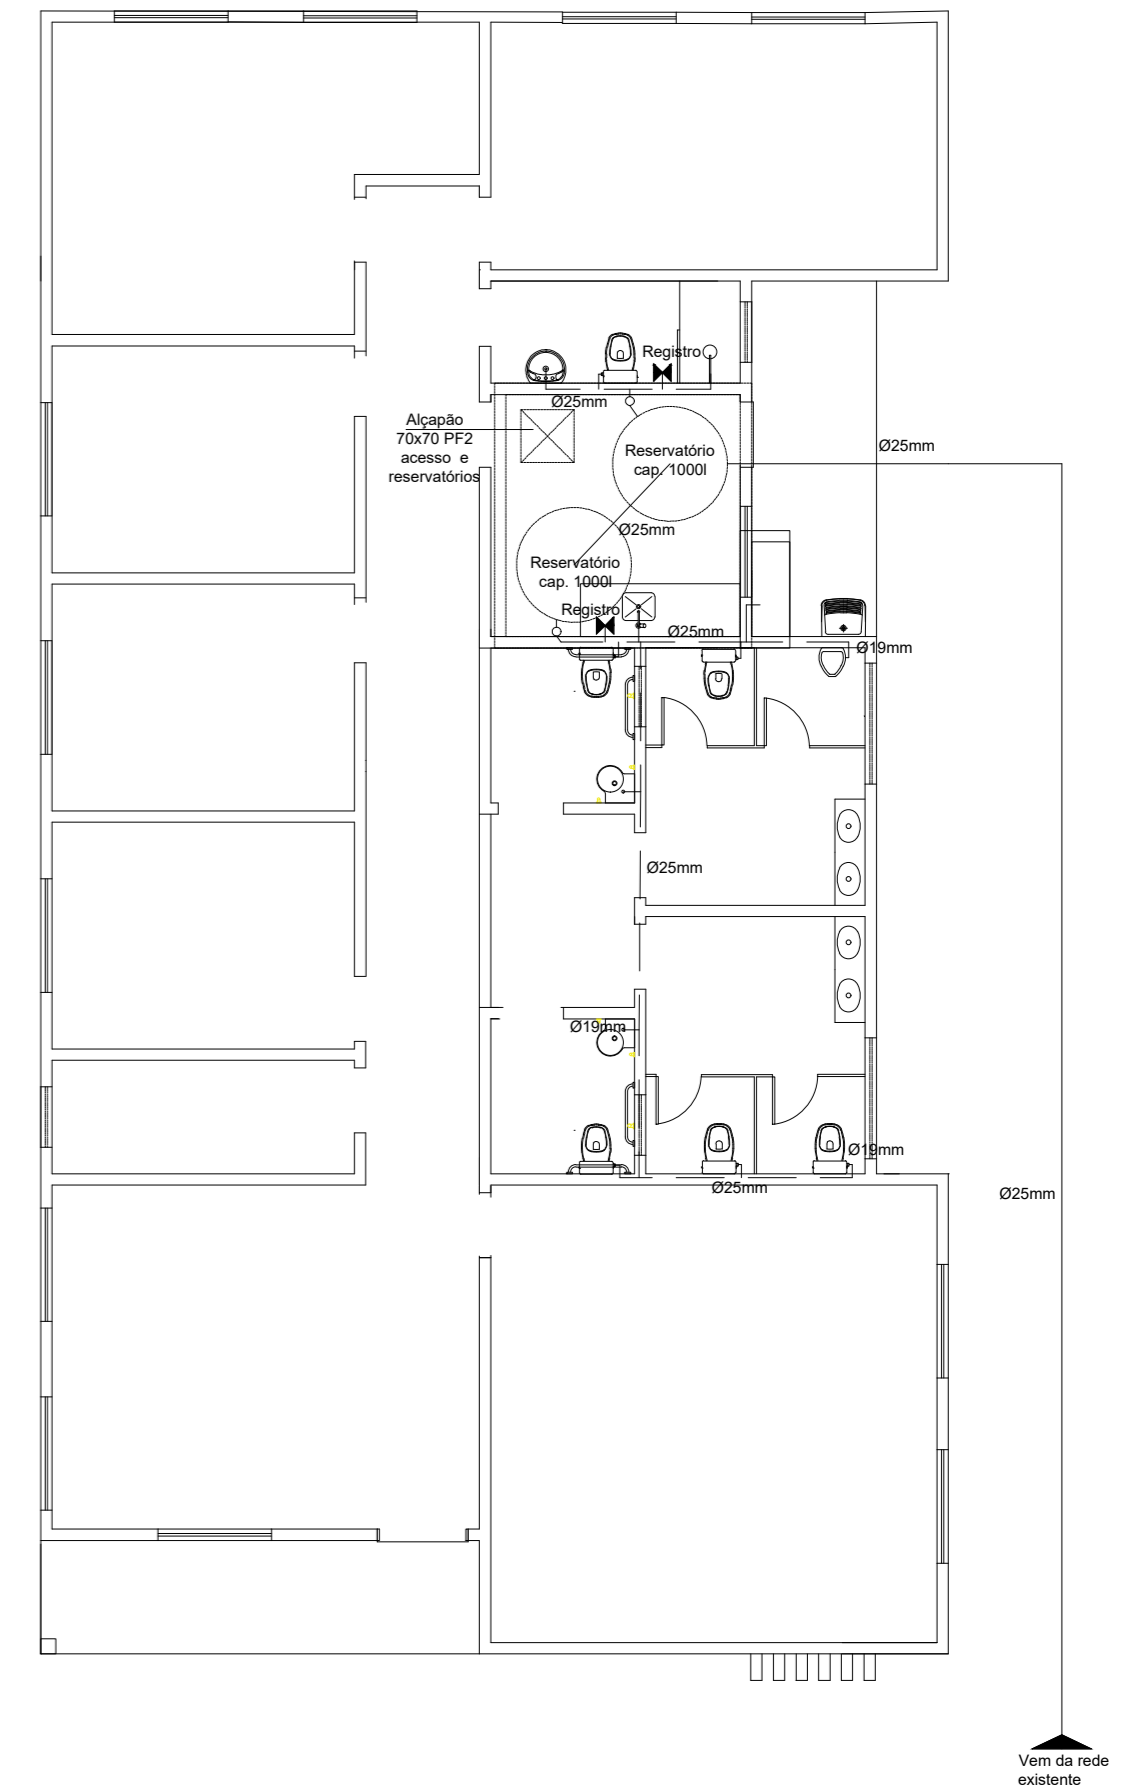 Registro
Ø25mm
Alçapão
70x70 PF2
acesso e
reservatórios
Reservatório
cap. 1000l
Ø25mm
Ø25mm
Reservatório
cap. 1000l
Registro
Ø25mm
Ø19mm
Ø25mm
Ø19mm
Ø19mm
Ø25mm
Ø25mm
Vem da rede
existente